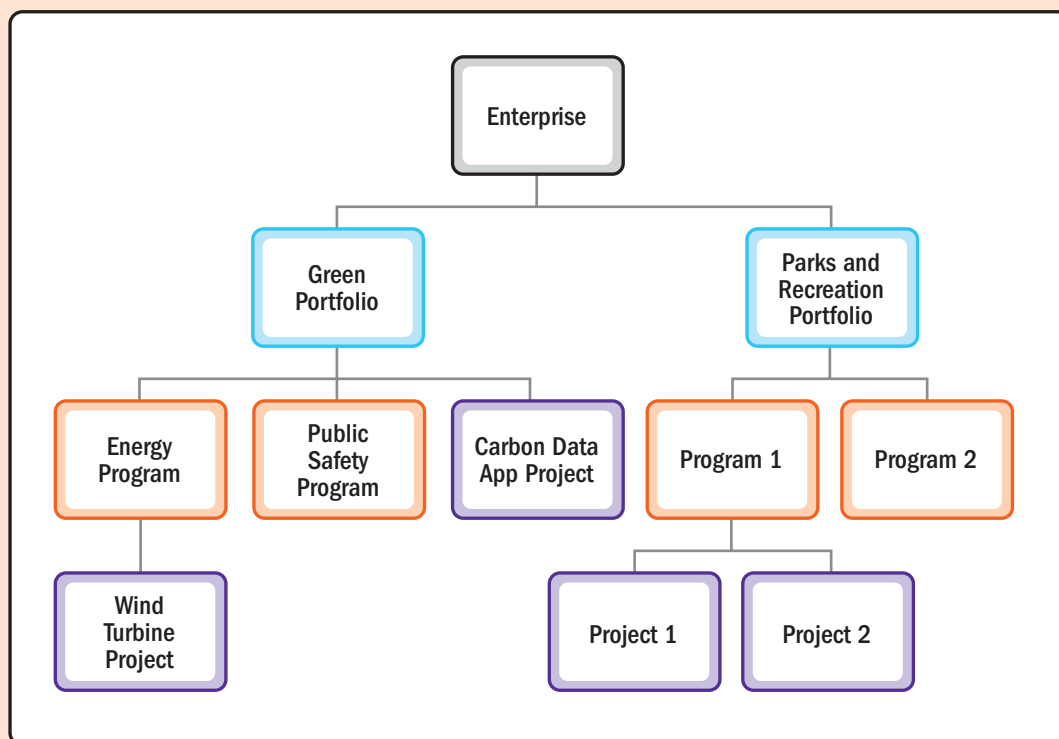 Enterprise
Green
Portfolio
Parks and
Recreation
Portfolio
Energy
Program
Public
Safety
Program
Carbon Data
App Project
Program 1
Program 2
Wind
Turbine
Project
Project 1
Project 2